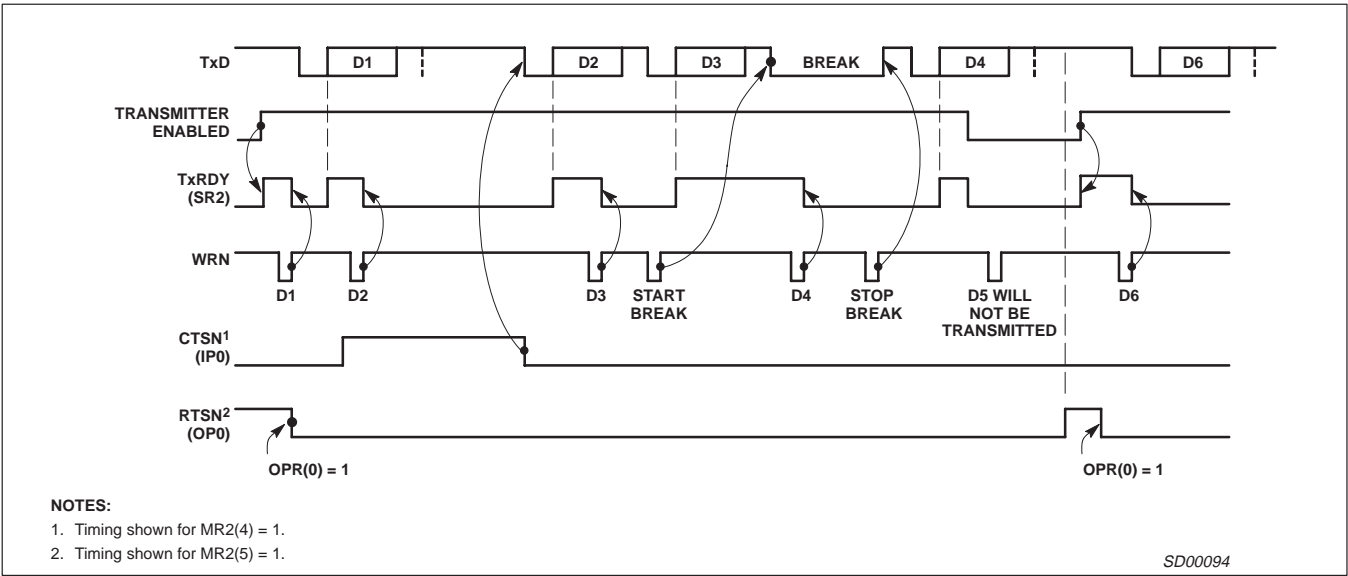 TxD
D1
D2
D3
BREAK
D4
D6
TRANSMITTER
ENABLED
TxRDY
(SR2)
WRN
D1
D2
D3
START
BREAK
D4
STOP
BREAK
D5 WILL
NOT BE
TRANSMITTED
D6
CTSN1
(IP0)
RTSN2
(OP0)
OPR(0) = 1
OPR(0) = 1
NOTES:
1. Timing shown for MR2(4) = 1.
2. Timing shown for MR2(5) = 1.
SD00094